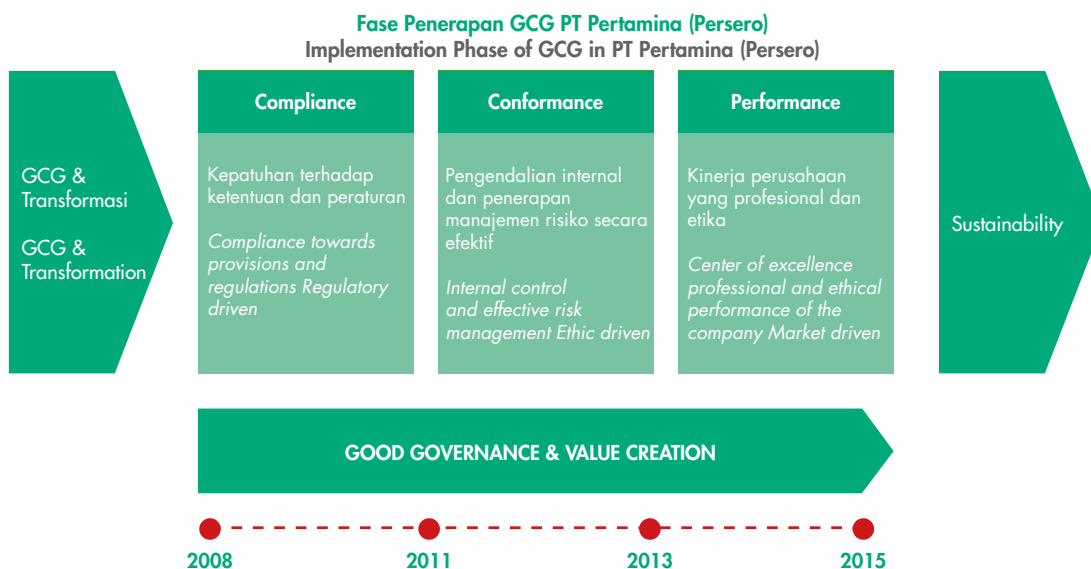 Fase Penerapan GCG PT Pertamina (Persero)
Implementation Phase of GCG in PT Pertamina (Persero)
GCG &
Transformasi
GCG &
Transformation
Compliance
Kepatuhan terhadap
ketentuan dan peraturan
Compliance towards
provisions and
regulations Regulatory
driven
Conformance
Pengendalian internal
dan penerapan
manajemen risiko secara
efektif
Internal control
and effective risk
management Ethic driven
Performance
Kinerja perusahaan
yang profesional dan
etika
Center of excellence
professional and ethical
performance of the
company Market driven
Sustainability
GOOD GOVERNANCE & VALUE CREATION
2008
2011
2013
2015